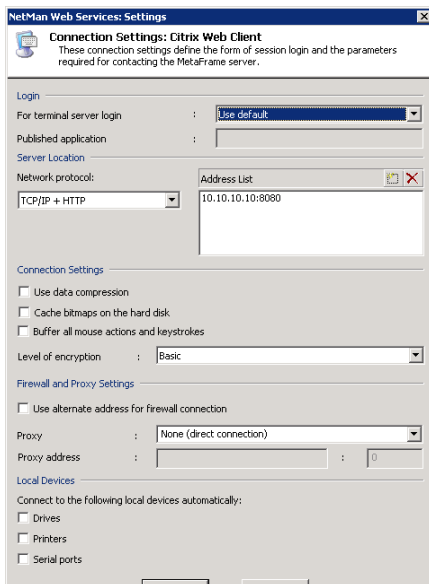 NetMan Web Services: Settings
Connection Settings: Citrix Web Client
These connection settings define the form of session login and the parameters
required for contacting the MetaFrame server.
Login
For terminal server login : Use default
Published application :
Server Location
Network protocol: Address List
TCP/IP + HTTP 10.10.10.10:8080
Connection Settings
Use data compression
Cache bitmaps on the hard disk
Buffer all mouse actions and keystrokes
Level of encryption : Basic
Firewall and Proxy Settings
Use alternate address for firewall connection
Proxy : None (direct connection)
Proxy address : : 0
Local Devices
Connect to the following local devices automatically:
Drives
Printers
Serial ports